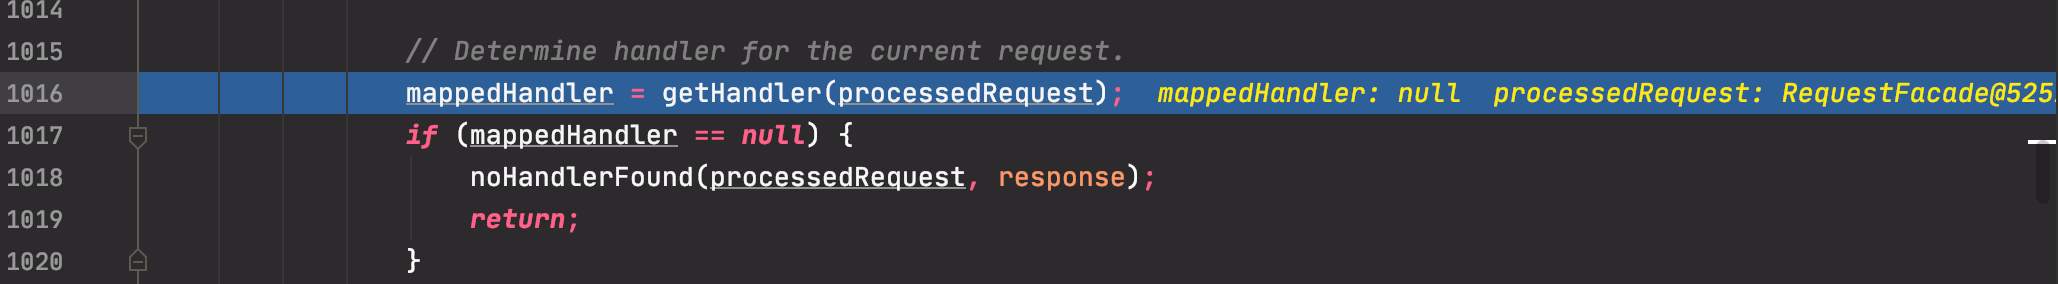 1014
1015 // Determine handler for the current request.
1016 mappedHandler = getHandler(processedRequest); mappedHandler: null processedRequest: RequestFacade@525
1017 if (mappedHandler == null) {
1018 noHandlerFound(processedRequest, response);
1019 return;
1020 }